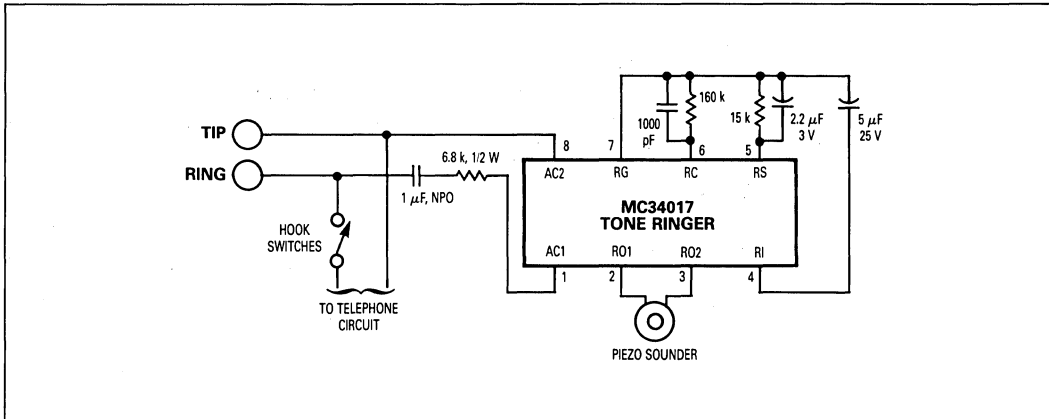 TIP
RING
HOOK
SWITCHES
TO TELEPHONE
CIRCUIT
1 µF, NPO
6.8 k, 1/2 W
1000
pF
160 k
15 k
2.2 µF
3 V
5 µF
25 V
8
7
6
5
AC2
RG
RC
RS
MC34017
TONE RINGER
AC1
RO1
RO2
RI
1
2
3
4
PIEZO SOUNDER